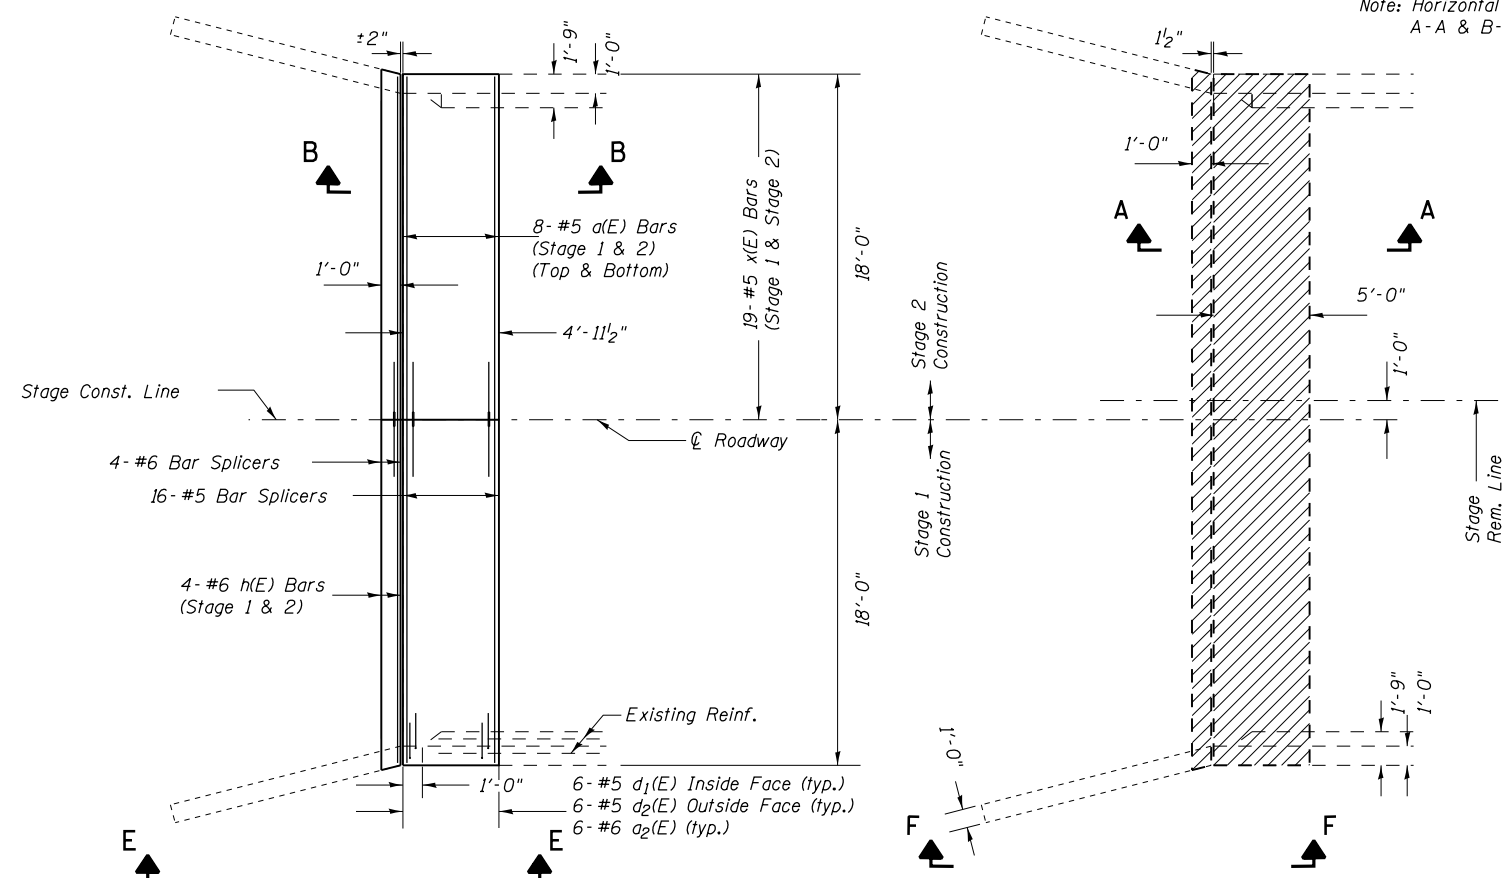 Note: Horizontal
A-A & B-
±2"
1'-9"
1'-0"
1½"
B
B
1'-0"
19- #5 x(E) Bars
(Stage 1 & Stage 2)
A
A
8- #5 a(E) Bars
(Stage 1 & 2)
(Top & Bottom)
18'-0"
1'-0"
5'-0"
4'-11½"
Stage 2
Construction
1'-0"
Stage Const. Line
℄ Roadway
4- #6 Bar Splicers
16- #5 Bar Splicers
Stage 1
Construction
Stage
Rem. Line
4- #6 h(E) Bars
(Stage 1 & 2)
18'-0"
Existing Reinf.
1'-9"
1'-0"
1'-0"
1'-0"
6- #5 d1(E) Inside Face (typ.)
6- #5 d2(E) Outside Face (typ.)
6- #6 a2(E) (typ.)
E
E
F
F